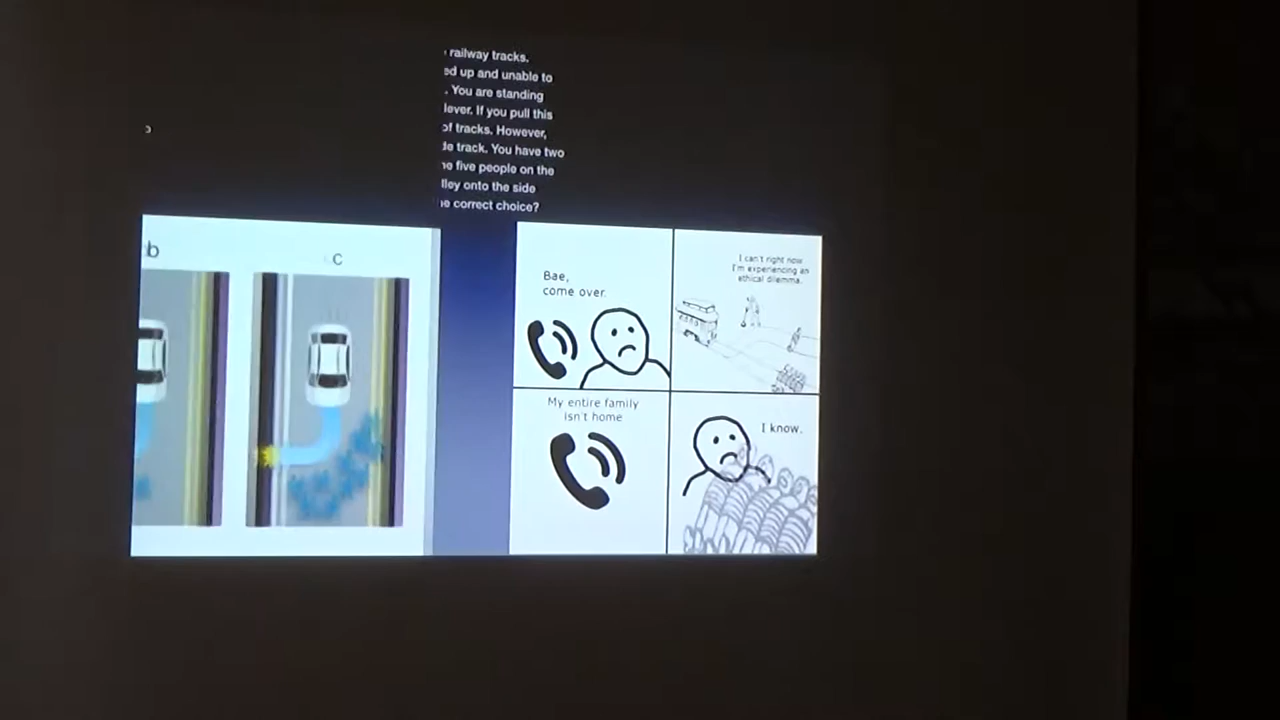 railway tracks.
ed up and unable to
. You are standing
lever. If you pull this
of tracks. However,
de track. You have two
he five people on the
lley onto the side
he correct choice?
b
c
Bae,
come over.
I can't right now
I'm experiencing an
ethical dilemma.
My entire family
isn't home
I know.